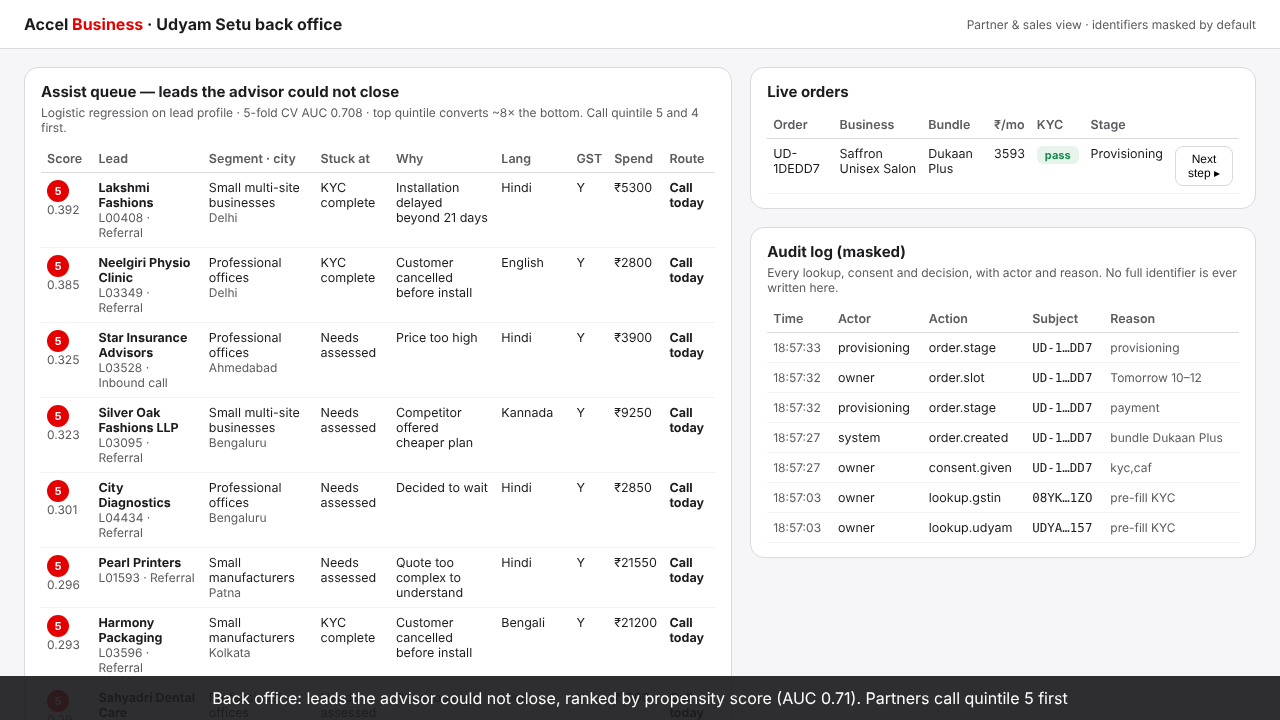 Accel Business · Udyam Setu back office
Partner & sales view · identifiers masked by default
Assist queue — leads the advisor could not close
Logistic regression on lead profile · 5-fold CV AUC 0.708 · top quintile converts ~8× the bottom. Call quintile 5 and 4
first.
Score Lead Segment · city Stuck at Why Lang GST Spend Route
5 Lakshmi Small multi-site KYC Installation Hindi Y ₹5300 Call
0.392 Fashions businesses complete delayed today
L00408 · Delhi beyond 21 days
Referral
5 Neelgiri Physio Professional KYC Customer English Y ₹2800 Call
0.385 Clinic offices complete cancelled today
L03349 · Delhi before install
Referral
5 Star Insurance Professional Needs Price too high Hindi Y ₹3900 Call
0.325 Advisors offices assessed today
L03528 · Ahmedabad
Inbound call
5 Silver Oak Small multi-site Needs Competitor Kannada Y ₹9250 Call
0.323 Fashions LLP businesses assessed offered today
L03095 · Bengaluru cheaper plan
Referral
5 City Professional Needs Decided to wait Hindi Y ₹2850 Call
0.301 Diagnostics offices assessed today
L04434 · Bengaluru
Referral
5 Pearl Printers Small Needs Quote too Hindi Y ₹21550 Call
0.296 L01593 · Referral manufacturers assessed complex to today
Patna understand
5 Harmony Small KYC Customer Bengali Y ₹21200 Call
0.293 Packaging manufacturers complete cancelled today
L03596 · Kolkata before install
Referral
5 Sahyadri Dental
Care offices assessed today
Live orders
Order Business Bundle ₹/mo KYC Stage
UD- Saffron Dukaan 3593 pass Provisioning Next
1DEDD7 Unisex Salon Plus step ▸
Audit log (masked)
Every lookup, consent and decision, with actor and reason. No full identifier is ever
written here.
Time Actor Action Subject Reason
18:57:33 provisioning order.stage UD-1…DD7 provisioning
18:57:32 owner order.slot UD-1…DD7 Tomorrow 10–12
18:57:32 provisioning order.stage UD-1…DD7 payment
18:57:27 system order.created UD-1…DD7 bundle Dukaan Plus
18:57:27 owner consent.given UD-1…DD7 kyc,caf
18:57:03 owner lookup.gstin 08YK…1ZO pre-fill KYC
18:57:03 owner lookup.udyam UDYA…157 pre-fill KYC
Back office: leads the advisor could not close, ranked by propensity score (AUC 0.71). Partners call quintile 5 first